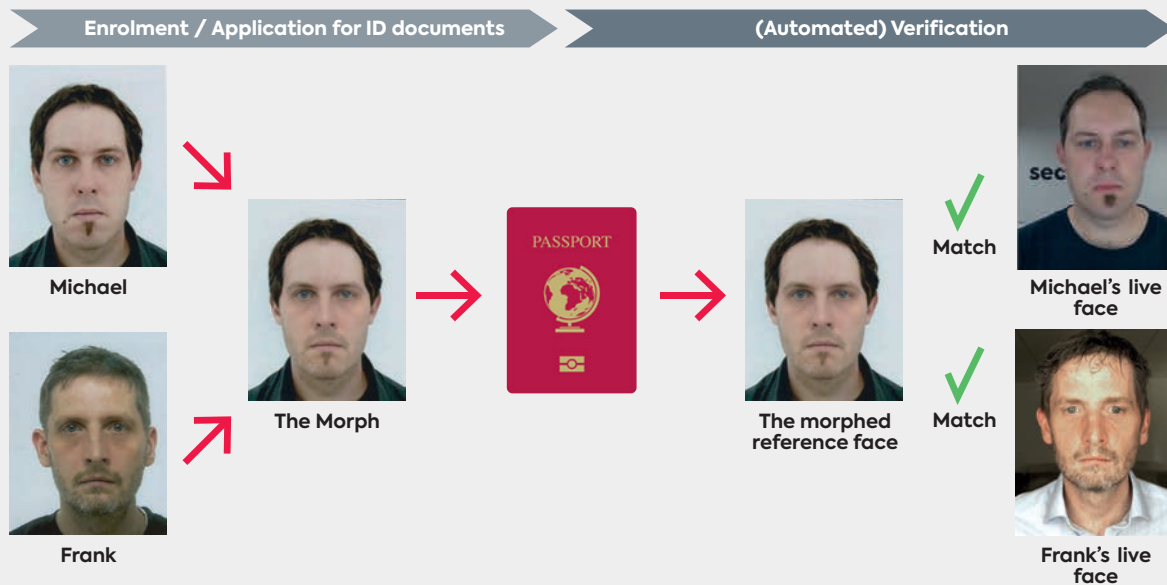 Enrolment / Application for ID documents
(Automated) Verification
Michael
Frank
The Morph
PASSPORT
The morphed
reference face
Match
Match
sec
Michael's live
face
Frank's live
face